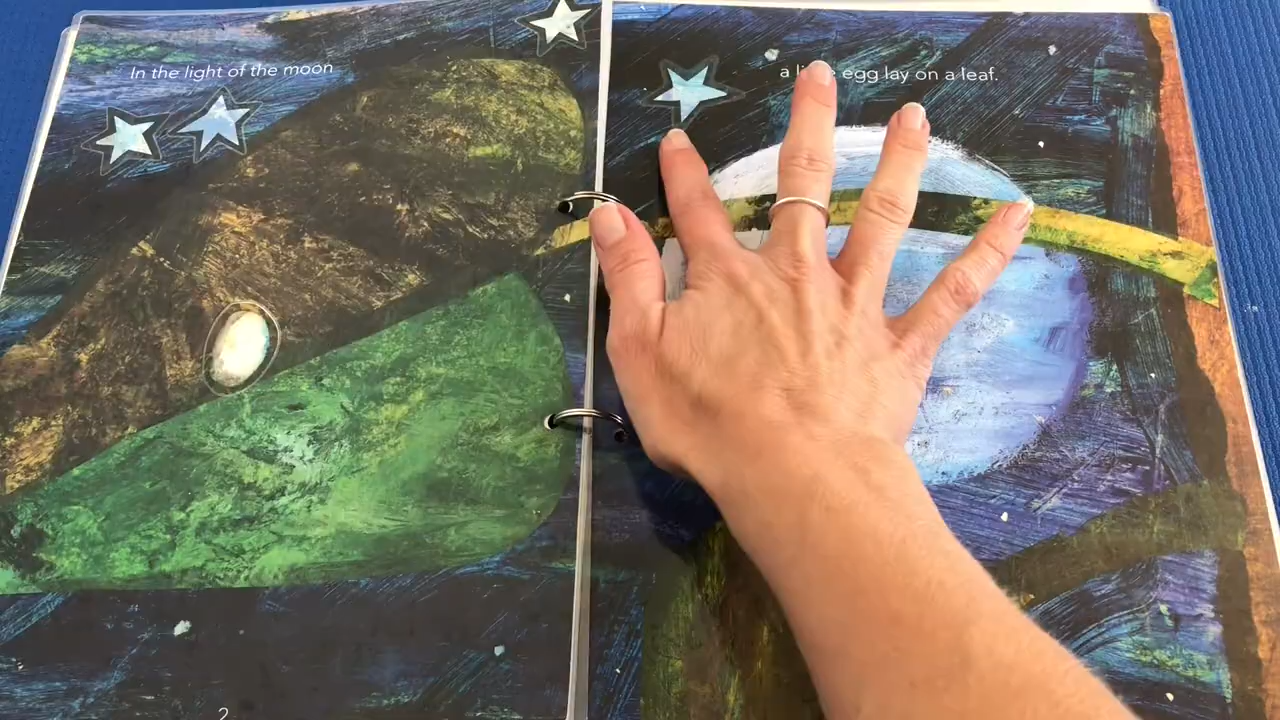 In the light of the moon
a egg lay on a leaf.
2